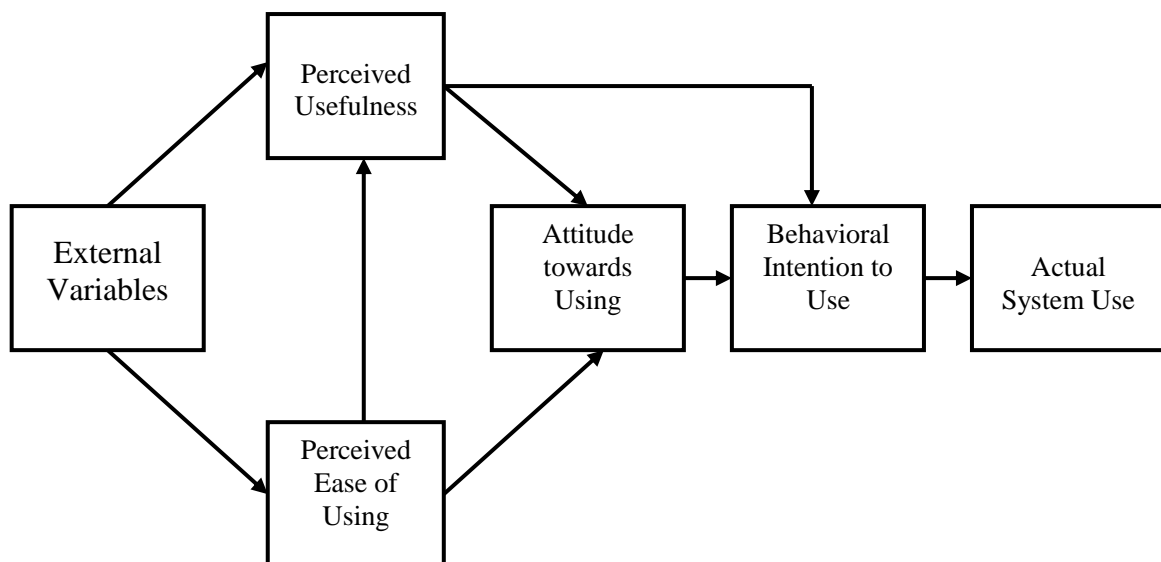 Perceived
Usefulness
External
Variables
Attitude
towards
Using
Behavioral
Intention to
Use
Actual
System Use
Perceived
Ease of
Using